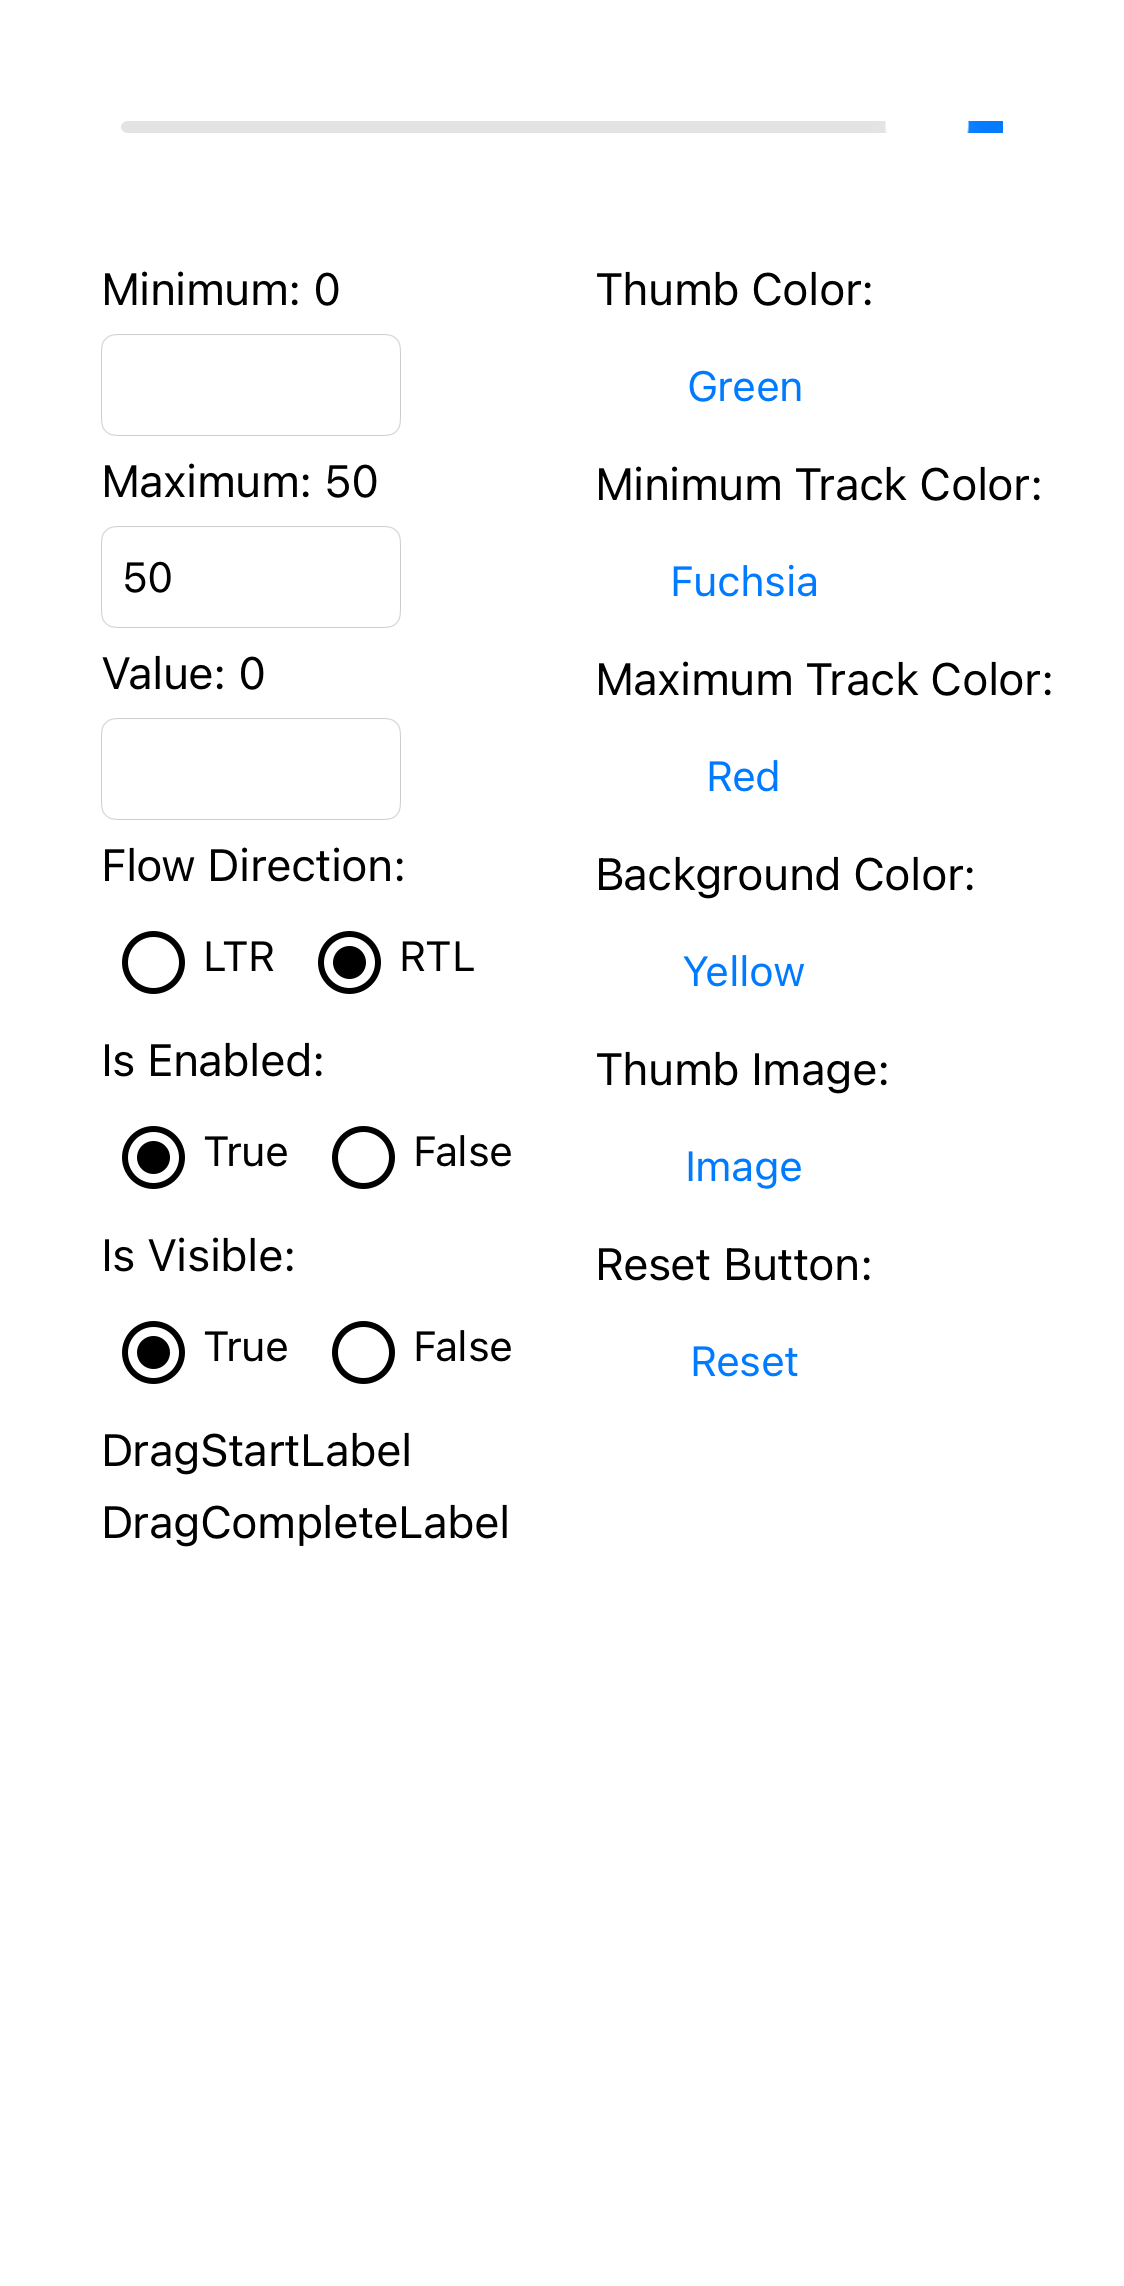 Minimum: 0
Maximum: 50
50
Value: 0
Flow Direction:
LTR RTL
Is Enabled:
True False
Is Visible:
True False
DragStartLabel
DragCompleteLabel
Thumb Color:
Green
Minimum Track Color:
Fuchsia
Maximum Track Color:
Red
Background Color:
Yellow
Thumb Image:
Image
Reset Button:
Reset